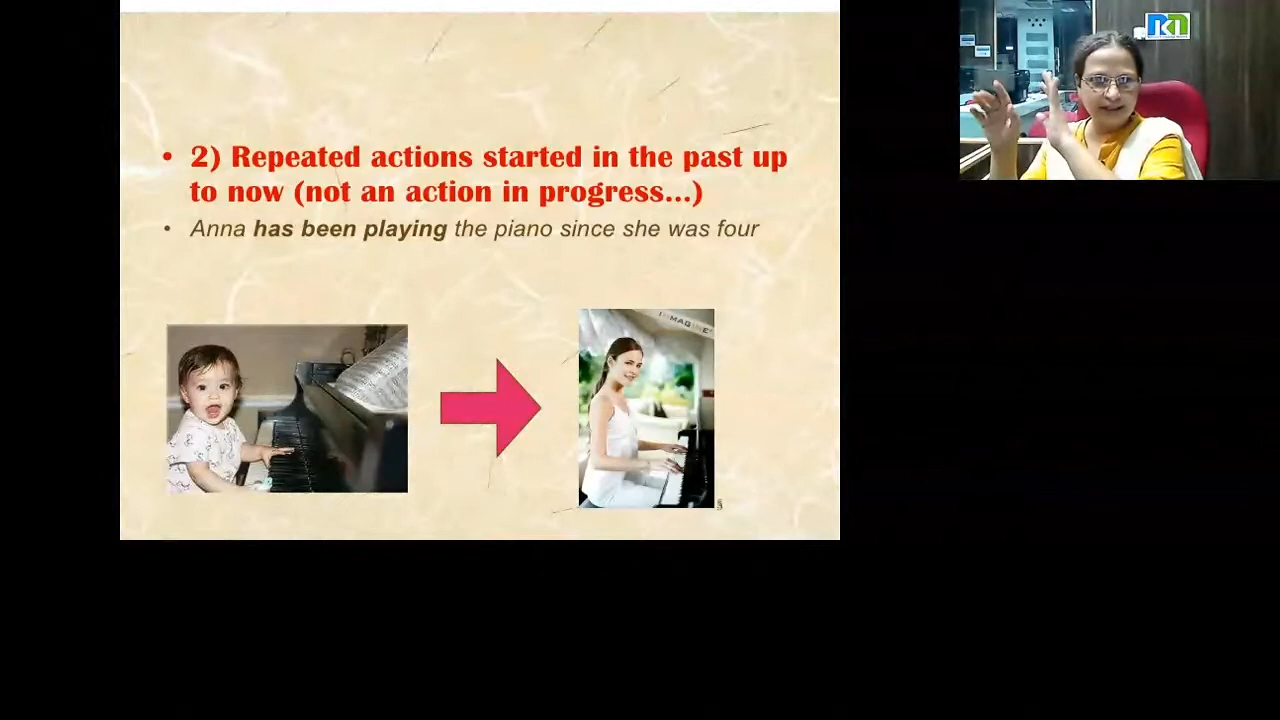 • 2) Repeated actions started in the past up
to now (not an action in progress...)
• Anna has been playing the piano since she was four